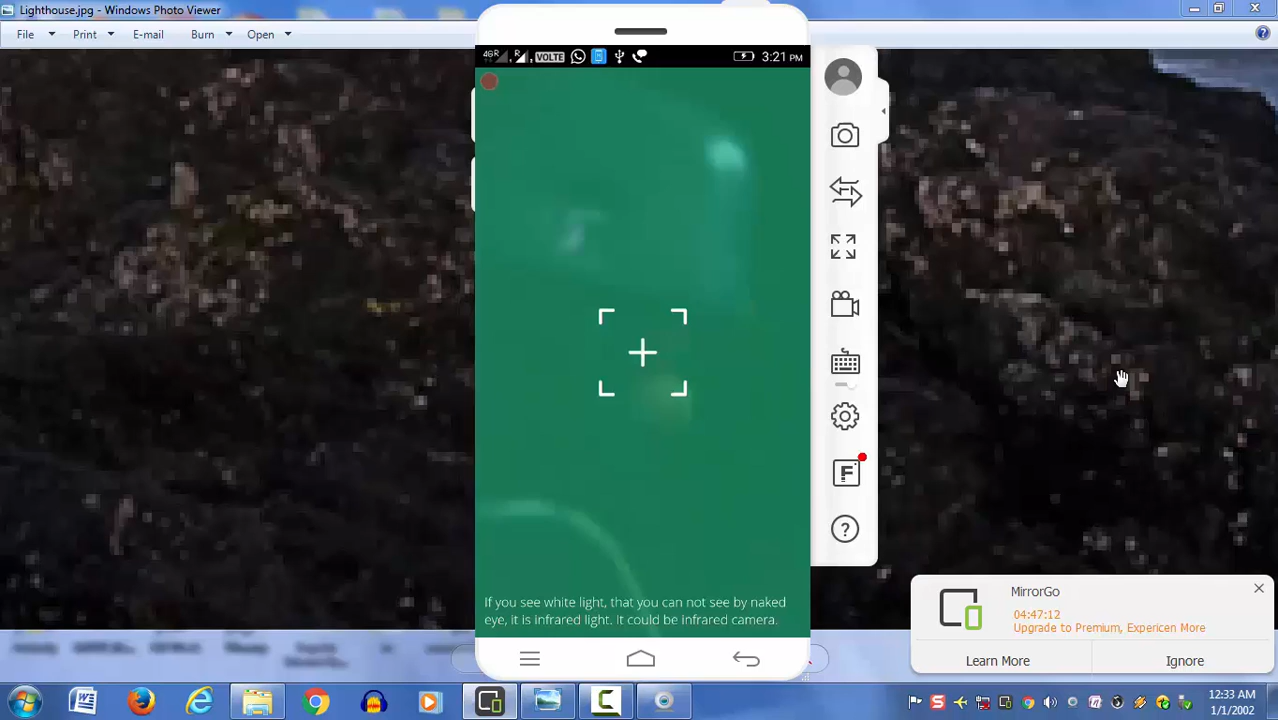 Lighthouse.jpg - Windows Photo Viewer
File Print E-mail Burn Open
4GR R VOLTE 3:21 PM
If you see white light, that you can not see by naked
eye, it is infrared light. It could be infrared camera.
MirrorGo
04:47:12
Upgrade to Premium, Expericen More
Learn More Ignore
12:33 AM
1/1/2002